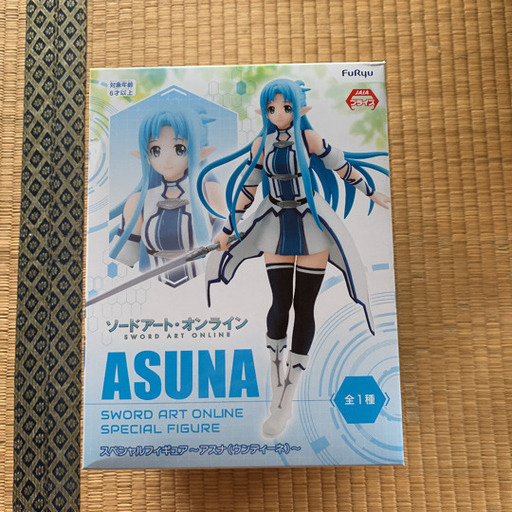 対象年齢
6才以上
FuRyu
JAIA
プライズ
ソードアート・オンライン
SWORD ART ONLINE
ASUNA
SWORD ART ONLINE
SPECIAL FIGURE
全1種
スペシャルフィギュア～アスナ(ウンディーネ)～